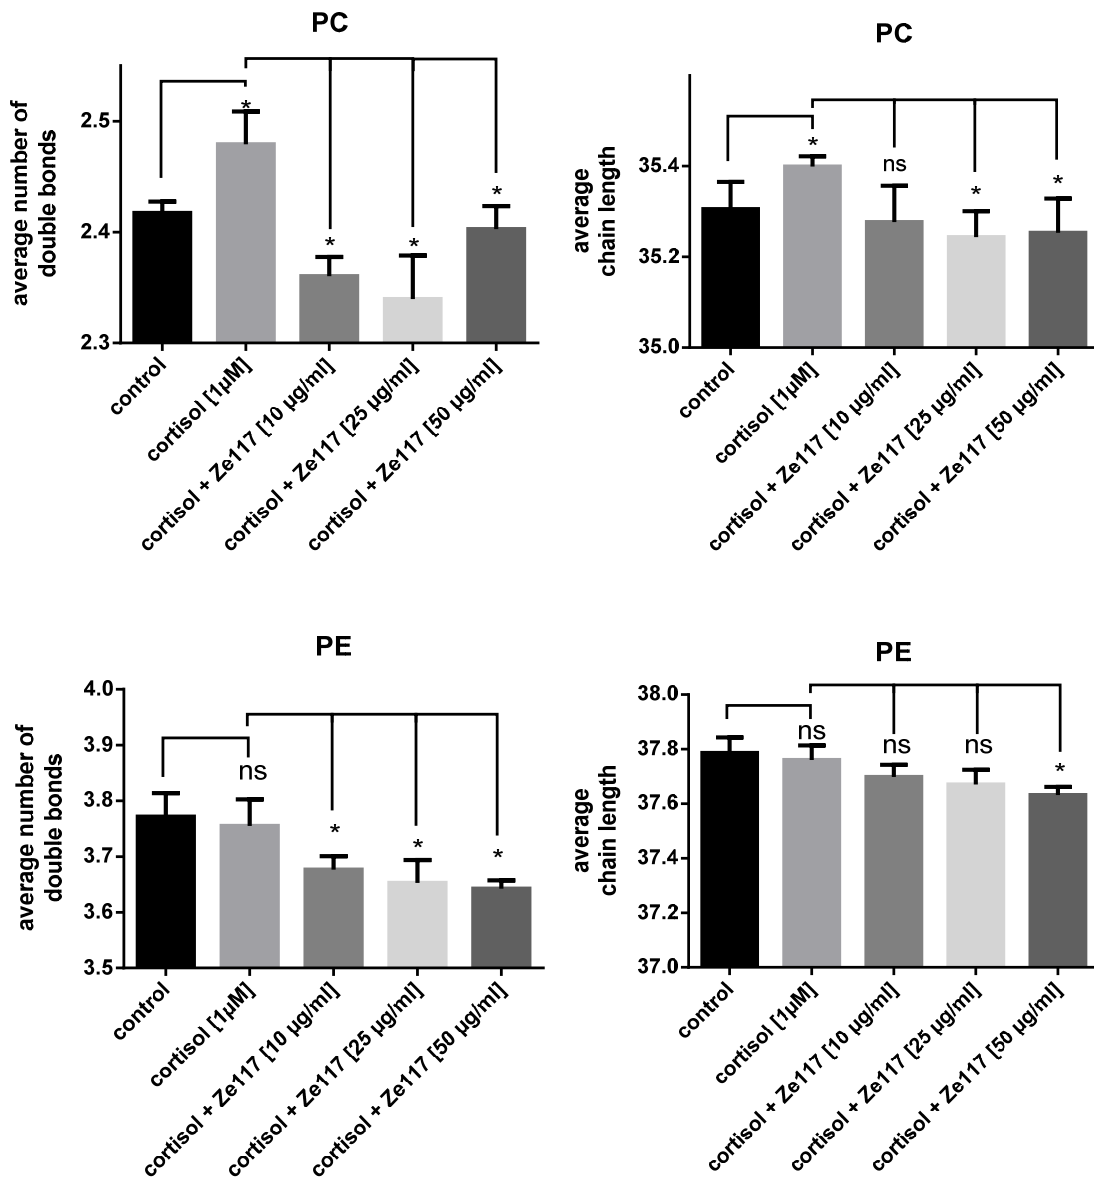 PC
average number of
double bonds
2.5
2.4
2.3
*
*
*
*
control
cortisol [1µM]
cortisol + Ze117 [10 µg/ml]
cortisol + Ze117 [25 µg/ml]
cortisol + Ze117 [50 µg/ml]
PC
average
chain length
35.4
35.2
35.0
*
ns
*
*
control
cortisol [1µM]
cortisol + Ze117 [10 µg/ml]
cortisol + Ze117 [25 µg/ml]
cortisol + Ze117 [50 µg/ml]
PE
average number of
double bonds
4.0
3.9
3.8
3.7
3.6
3.5
ns
*
*
*
control
cortisol [1µM]
cortisol + Ze117 [10 µg/ml]
cortisol + Ze117 [25 µg/ml]
cortisol + Ze117 [50 µg/ml]
PE
average
chain length
38.0
37.8
37.6
37.4
37.2
37.0
ns
ns
ns
*
control
cortisol [1µM]
cortisol + Ze117 [10 µg/ml]
cortisol + Ze117 [25 µg/ml]
cortisol + Ze117 [50 µg/ml]